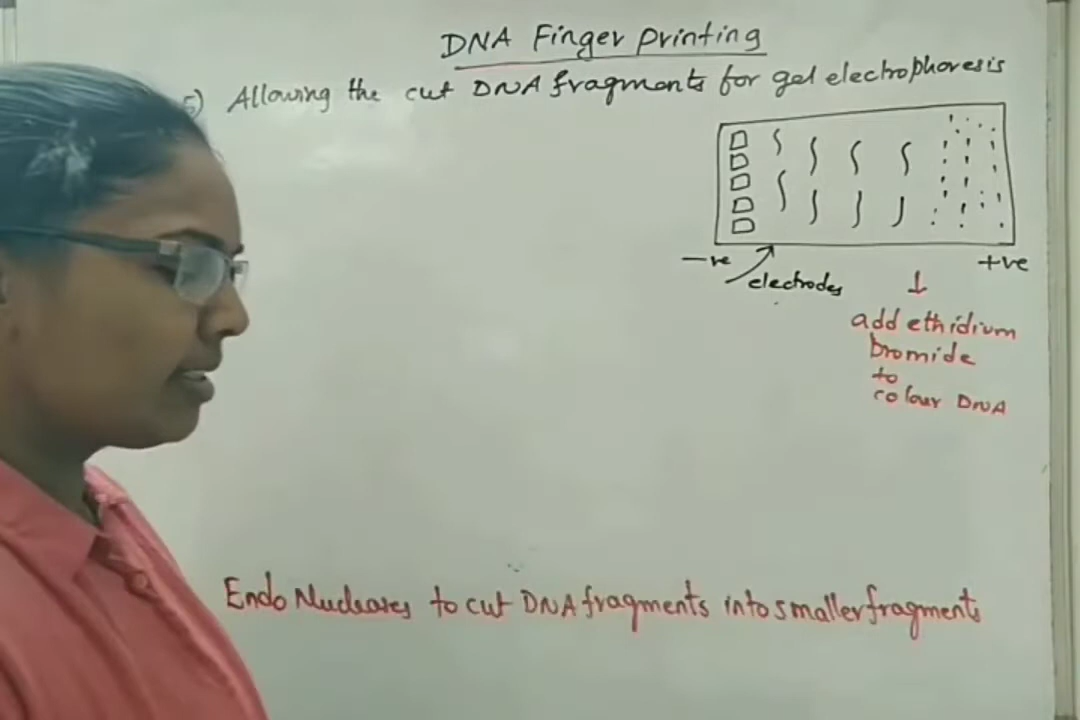 DNA Finger printing
5) Allowing the cut DNA fragments for gel electrophoresis
-ve
+ve
electrodes
add ethidium
bromide
to
colour DNA
Endo Nucleases to cut DNA fragments into smaller fragments